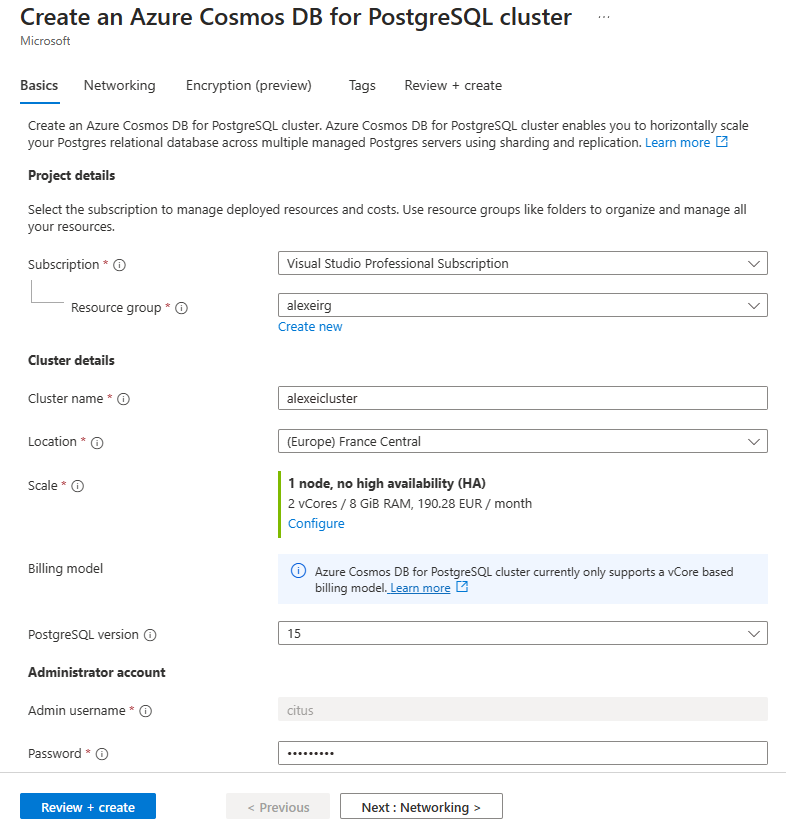 Create an Azure Cosmos DB for PostgreSQL cluster ...
Microsoft
Basics Networking Encryption (preview) Tags Review + create
Create an Azure Cosmos DB for PostgreSQL cluster. Azure Cosmos DB for PostgreSQL cluster enables you to horizontally scale
your Postgres relational database across multiple managed Postgres servers using sharding and replication. Learn more
Project details
Select the subscription to manage deployed resources and costs. Use resource groups like folders to organize and manage all
your resources.
Subscription * Visual Studio Professional Subscription
Resource group * alexeirg
Create new
Cluster details
Cluster name * alexeicluster
Location * (Europe) France Central
Scale * 1 node, no high availability (HA)
2 vCores / 8 GiB RAM, 190.28 EUR / month
Configure
Billing model Azure Cosmos DB for PostgreSQL cluster currently only supports a vCore based
billing model. Learn more
PostgreSQL version 15
Administrator account
Admin username * citus
Password * •••••••••
Review + create < Previous Next : Networking >